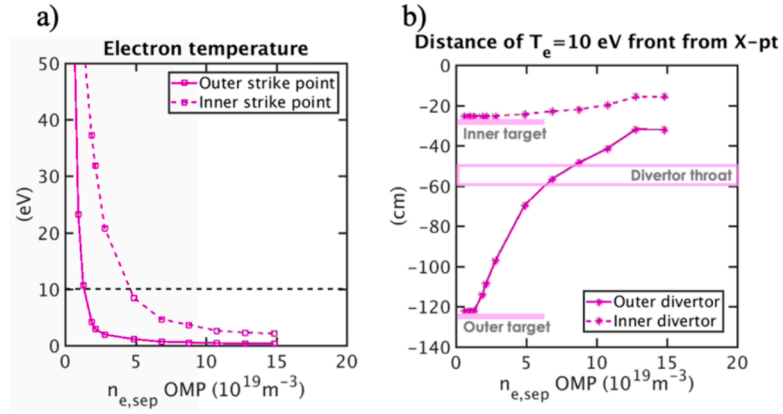 a)
Electron temperature
50
40
30
20
10
0
(eV)
Outer strike point
Inner strike point
0 5 10 15 20
n_e,sep OMP (10^19 m^-3)
b)
Distance of T_e=10 eV front from X-pt
0
-20
-40
-60
-80
-100
-120
-140
(cm)
Inner target
Divertor throat
Outer target
Outer divertor
Inner divertor
0 5 10 15 20
n_e,sep OMP (10^19 m^-3)